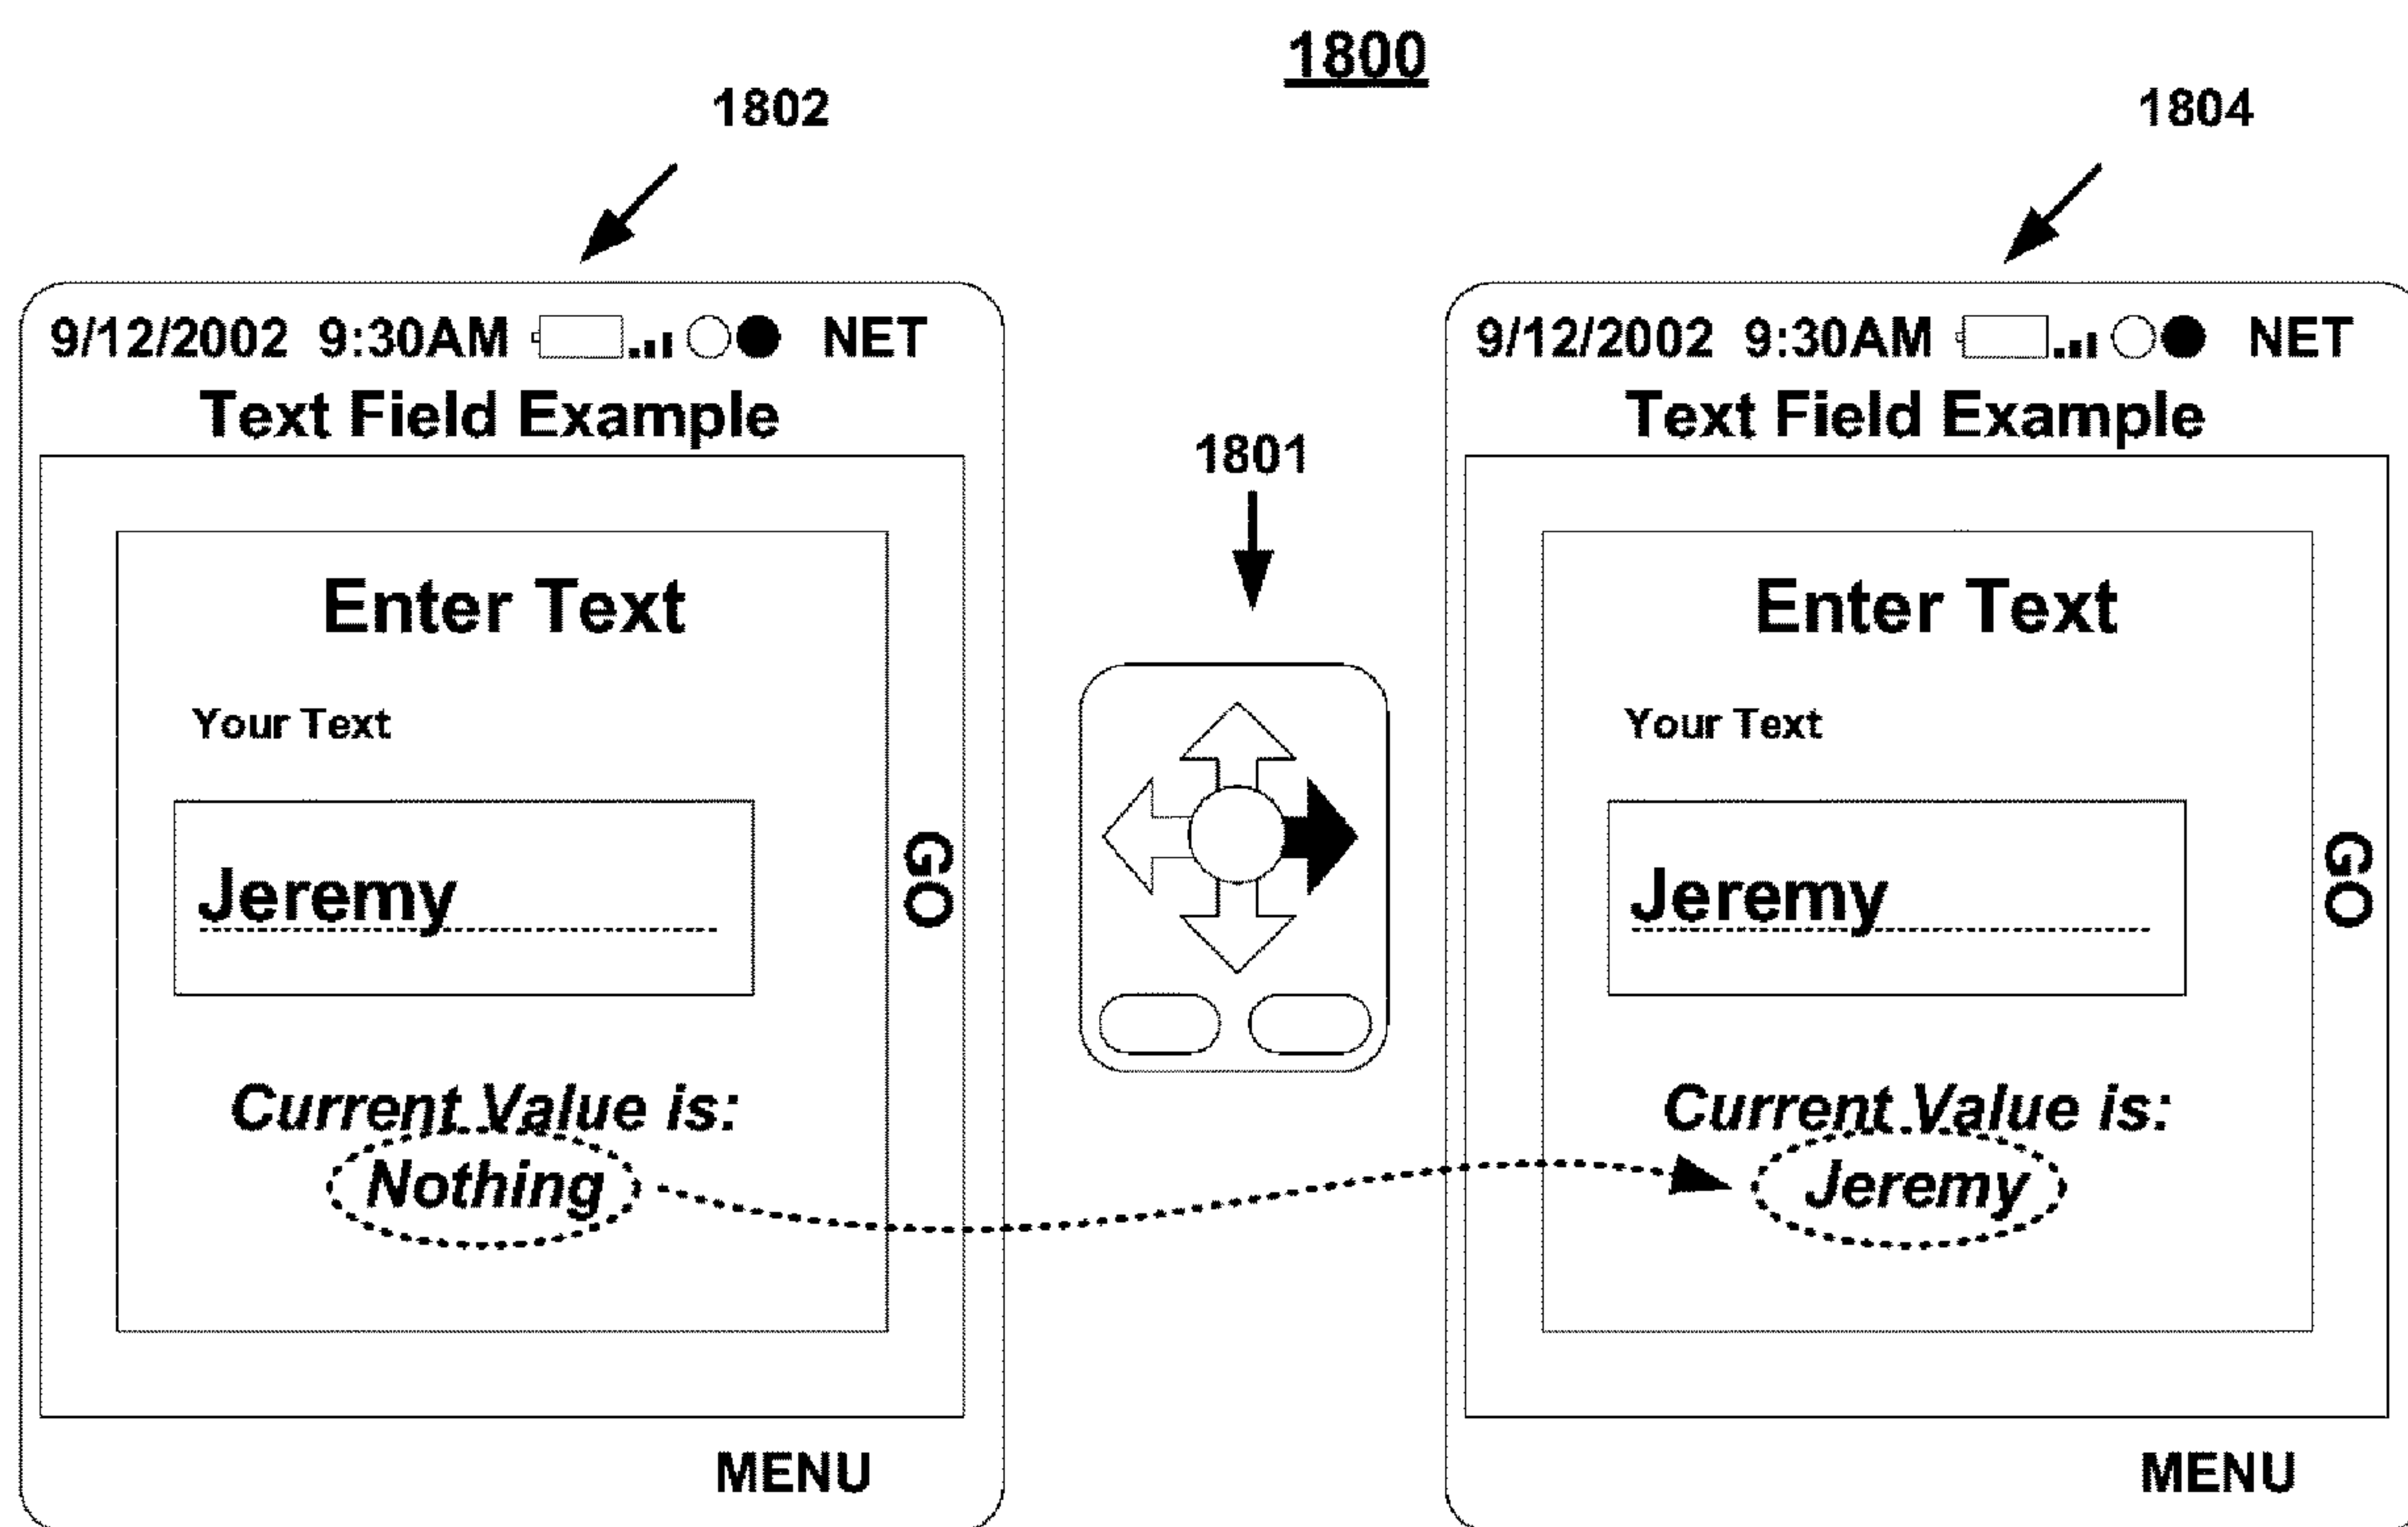 1800
1802
1804
9/12/2002 9:30AM NET
Text Field Example
Enter Text
Your Text
Jeremy
GO
Current Value is:
Nothing
MENU
1801
9/12/2002 9:30AM NET
Text Field Example
Enter Text
Your Text
Jeremy
GO
Current Value is:
Jeremy
MENU